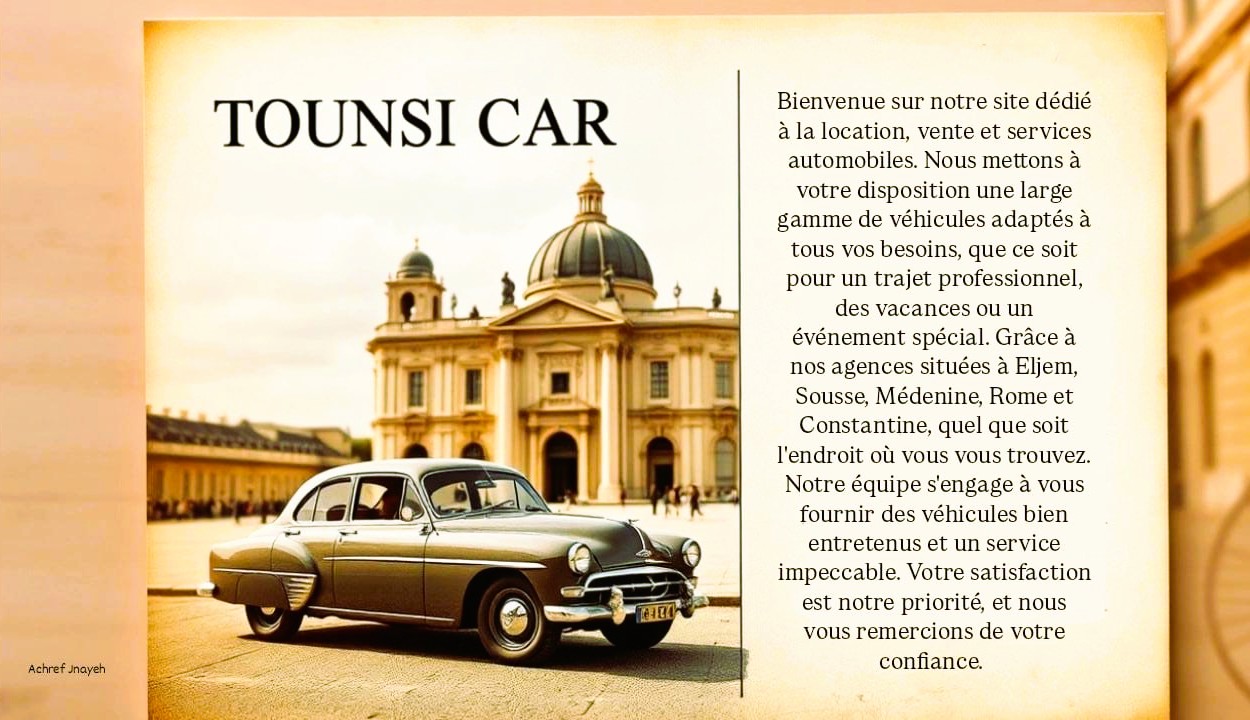 TOUNSI CAR
Bienvenue sur notre site dédié
à la location, vente et services
automobiles. Nous mettons à
votre disposition une large
gamme de véhicules adaptés à
tous vos besoins, que ce soit
pour un trajet professionnel,
des vacances ou un
événement spécial. Grâce à
nos agences situées à Eljem,
Sousse, Médenine, Rome et
Constantine, quel que soit
l'endroit où vous vous trouvez.
Notre équipe s'engage à vous
fournir des véhicules bien
entretenus et un service
impeccable. Votre satisfaction
est notre priorité, et nous
vous remercions de votre
confiance.
Achref Jnayeh